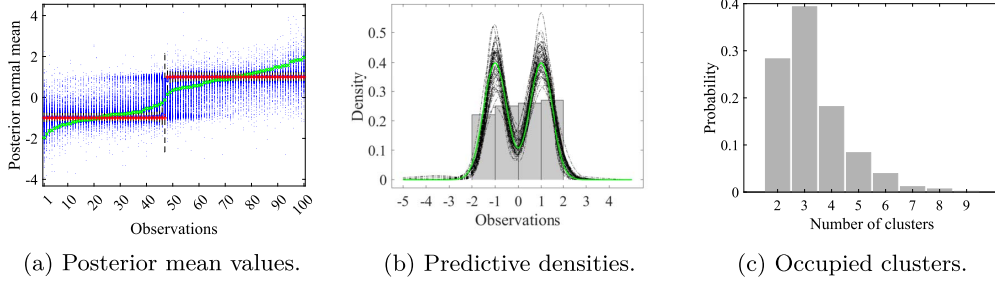 Posterior normal mean
4
2
0
-2
-4
1 10 20 30 40 50 60 70 80 90 100
Observations
(a) Posterior mean values.
Density
0.5
0.4
0.3
0.2
0.1
0
-5 -4 -3 -2 -1 0 1 2 3 4
Observations
(b) Predictive densities.
Probability
0.4
0.3
0.2
0.1
0
2 3 4 5 6 7 8 9
Number of clusters
(c) Occupied clusters.